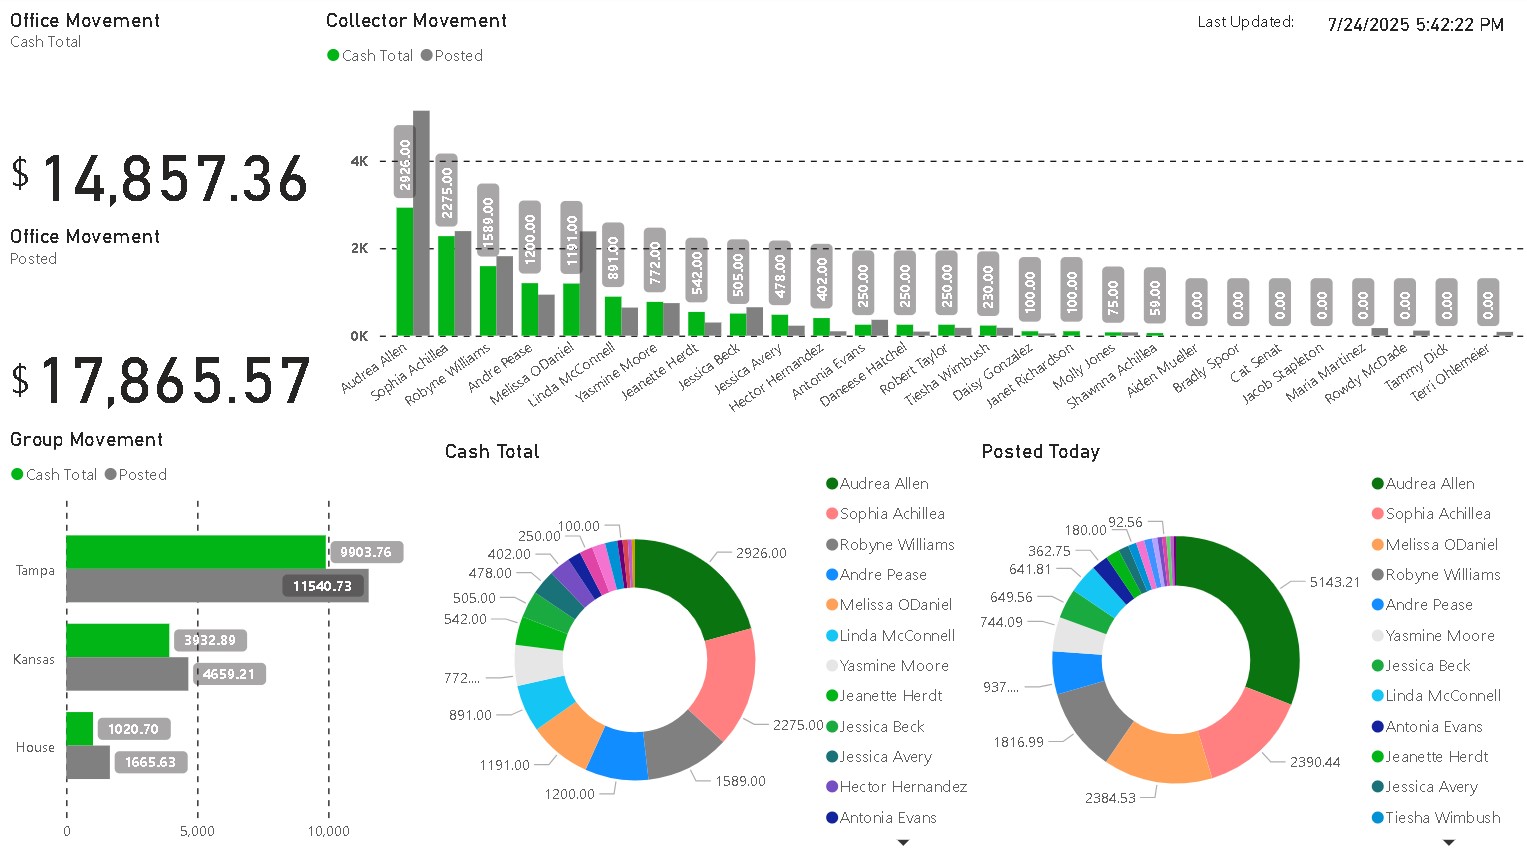 Office Movement
Cash Total
$ 14,857.36
Office Movement
Posted
$ 17,865.57
Collector Movement
Cash Total Posted
Last Updated: 7/24/2025 5:42:22 PM
4K
2K
0K
2926.00
2275.00
1589.00
1200.00
1191.00
891.00
772.00
542.00
505.00
478.00
402.00
250.00
250.00
250.00
230.00
100.00
100.00
75.00
59.00
0.00
0.00
0.00
0.00
0.00
0.00
0.00
0.00
Audrea Allen
Sophia Achillea
Robyne Williams
Andre Pease
Melissa ODaniel
Linda McConnell
Yasmine Moore
Jeanette Herdt
Jessica Beck
Jessica Avery
Hector Hernandez
Antonia Evans
Daneese Hatchel
Robert Taylor
Tiesha Wimbush
Daisy Gonzalez
Janet Richardson
Molly Jones
Shawna Achillea
Aiden Mueller
Bradly Spoor
Cat Senat
Jacob Stapleton
Maria Martinez
Rowdy McDade
Tammy Dick
Terri Ohlemeier
Group Movement
Cash Total Posted
Tampa
9903.76
11540.73
Kansas
3932.89
4659.21
House
1020.70
1665.63
0 5,000 10,000
Cash Total
2926.00
2275.00
1589.00
1200.00
1191.00
891.00
772....
542.00
505.00
478.00
402.00
250.00
100.00
Audrea Allen
Sophia Achillea
Robyne Williams
Andre Pease
Melissa ODaniel
Linda McConnell
Yasmine Moore
Jeanette Herdt
Jessica Beck
Jessica Avery
Hector Hernandez
Antonia Evans
Posted Today
5143.21
2390.44
2384.53
1816.99
937....
744.09
649.56
641.81
362.75
180.00
92.56
Audrea Allen
Sophia Achillea
Melissa ODaniel
Robyne Williams
Andre Pease
Yasmine Moore
Jessica Beck
Linda McConnell
Antonia Evans
Jeanette Herdt
Jessica Avery
Tiesha Wimbush